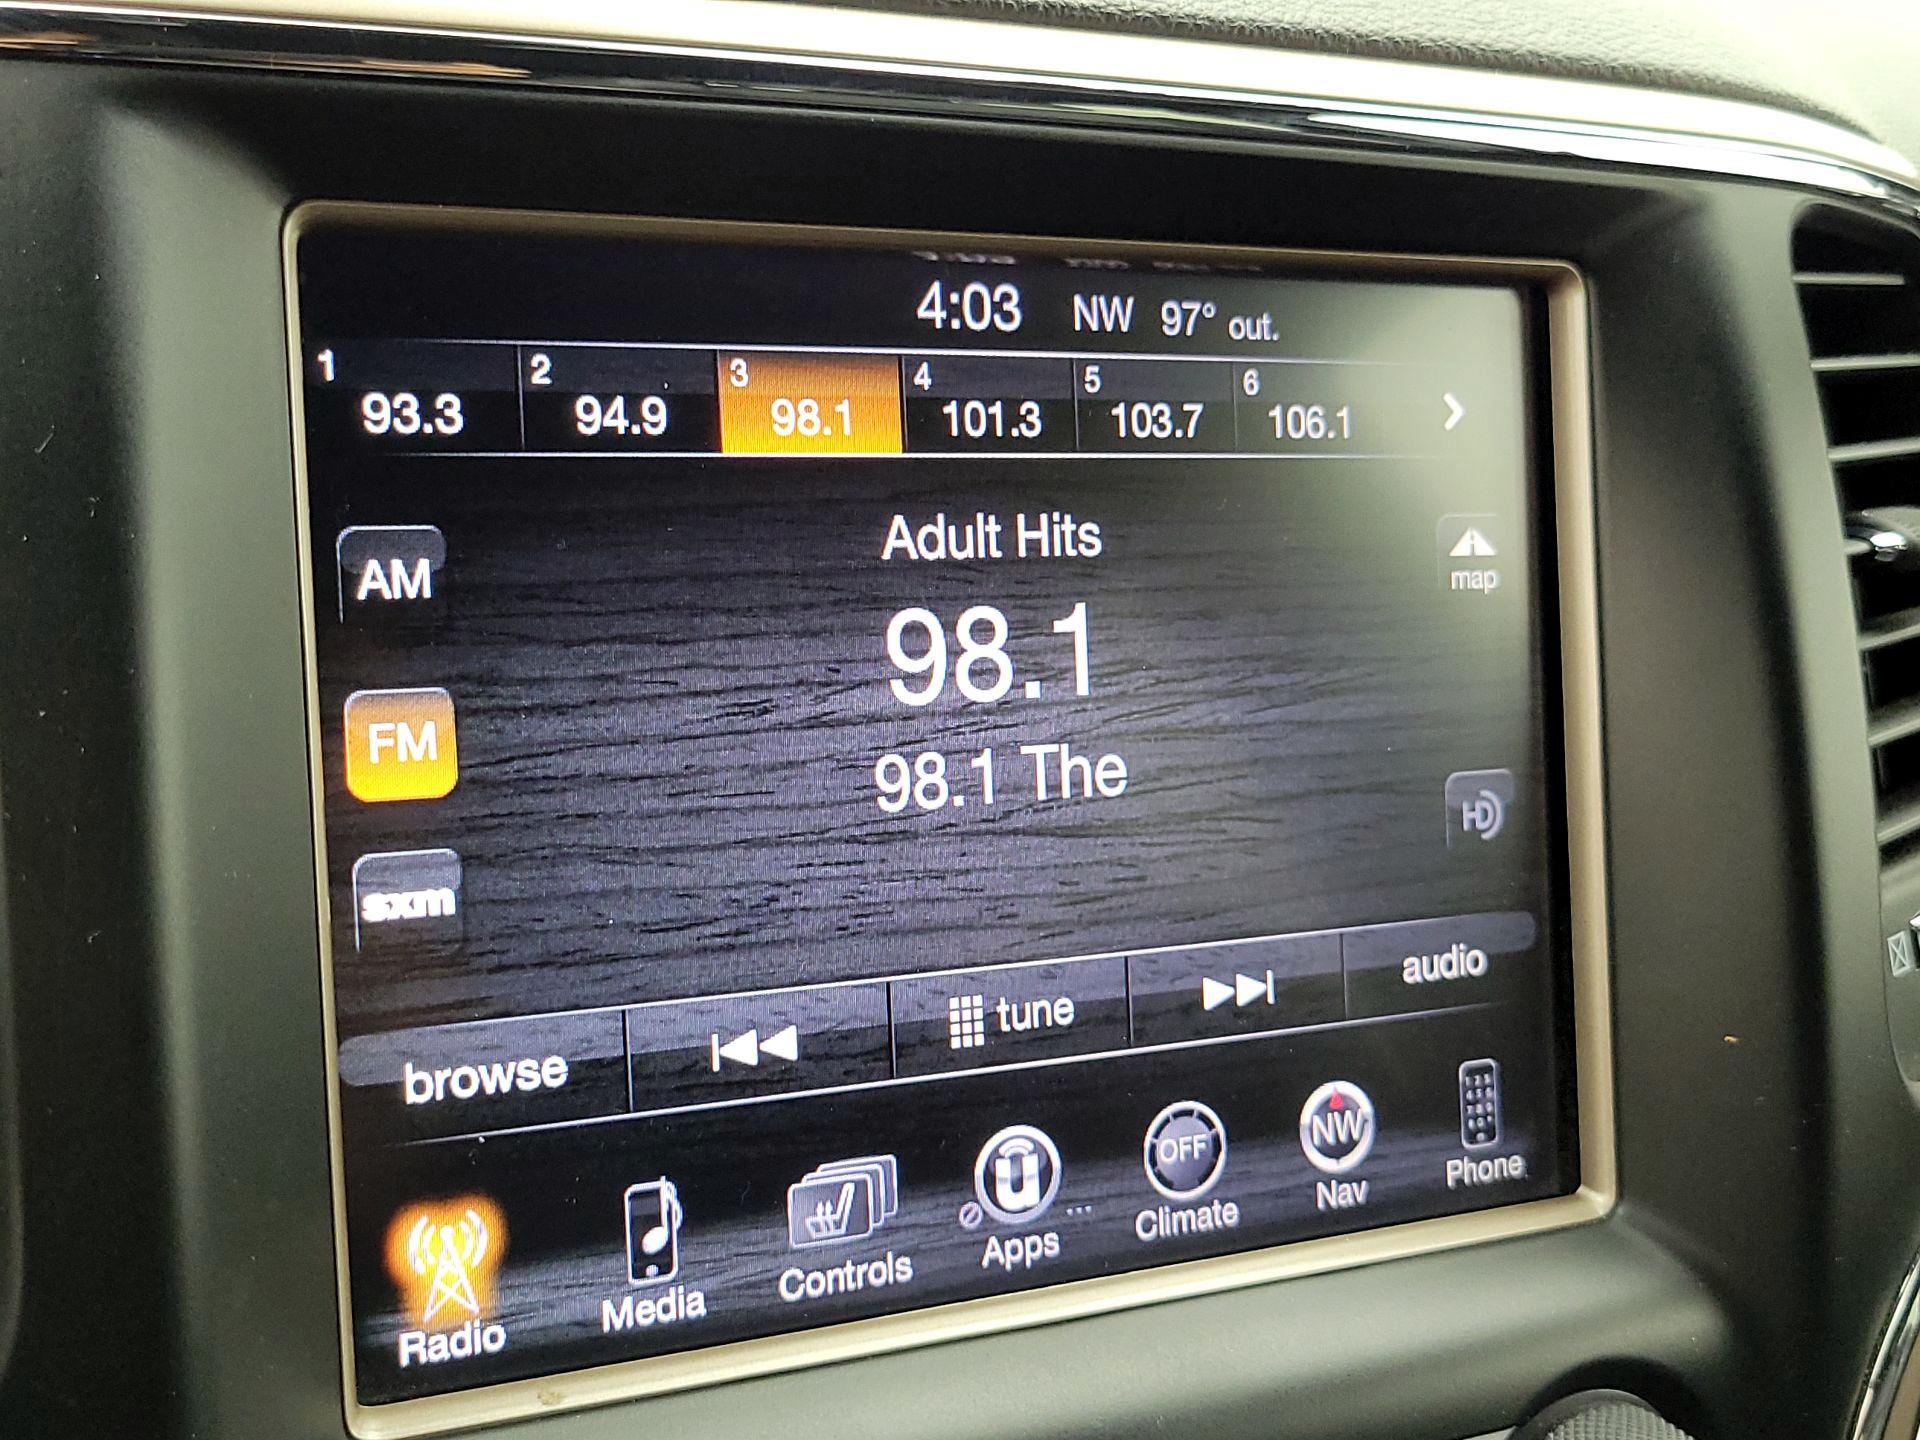 4:03 NW 97° out.
1 2 3 4 5 6
93.3 94.9 98.1 101.3 103.7 106.1
Adult Hits
AM
map
98.1
FM
98.1 The
HD
sxm
browse tune audio
OFF NW
Radio Media Controls Apps Climate Nav Phone